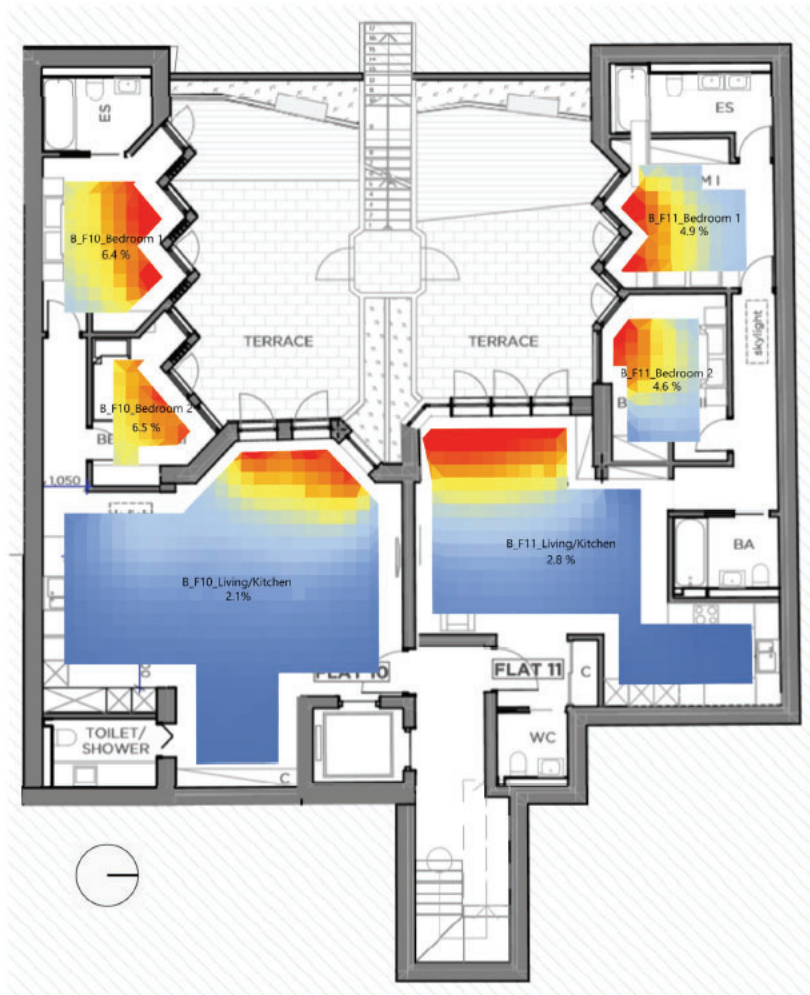 ES
ES
M I
B_F10_Bedroom 1
6.4 %
B_F11_Bedroom 1
4.9 %
skylight
TERRACE
TERRACE
B_F11_Bedroom 2
4.6 %
B_F10_Bedroom 2
6.5 %
BE
B
1.050
B_F10_Living/Kitchen
2.1%
B_F11_Living/Kitchen
2.8 %
BA
FLAT 10
FLAT 11
C
TOILET/
SHOWER
WC
C